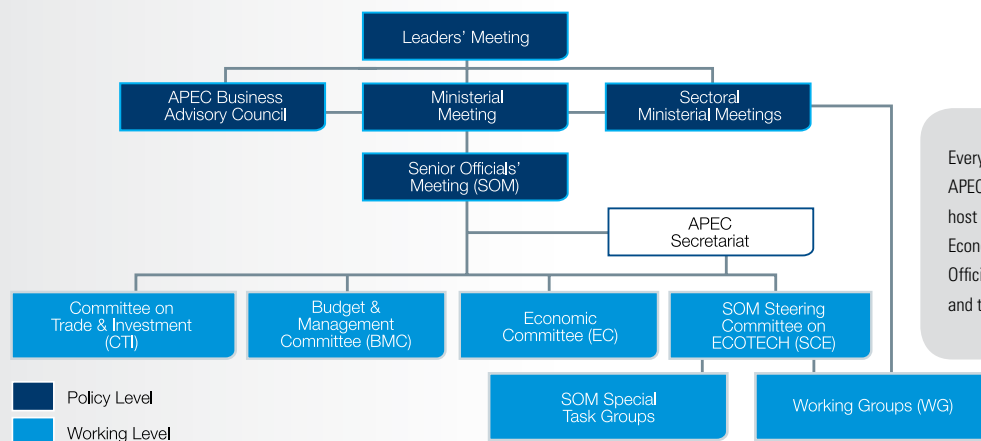 Leaders' Meeting
APEC Business
Advisory Council
Ministerial
Meeting
Sectoral
Ministerial Meetings
Senior Officials'
Meeting (SOM)
APEC
Secretariat
Committee on
Trade & Investment
(CTI)
Budget &
Management
Committee (BMC)
Economic
Committee (EC)
SOM Steering
Committee on
ECOTECH (SCE)
SOM Special
Task Groups
Working Groups (WG)
Policy Level
Working Level
Every
APEC
host
Econ
Offici
and t